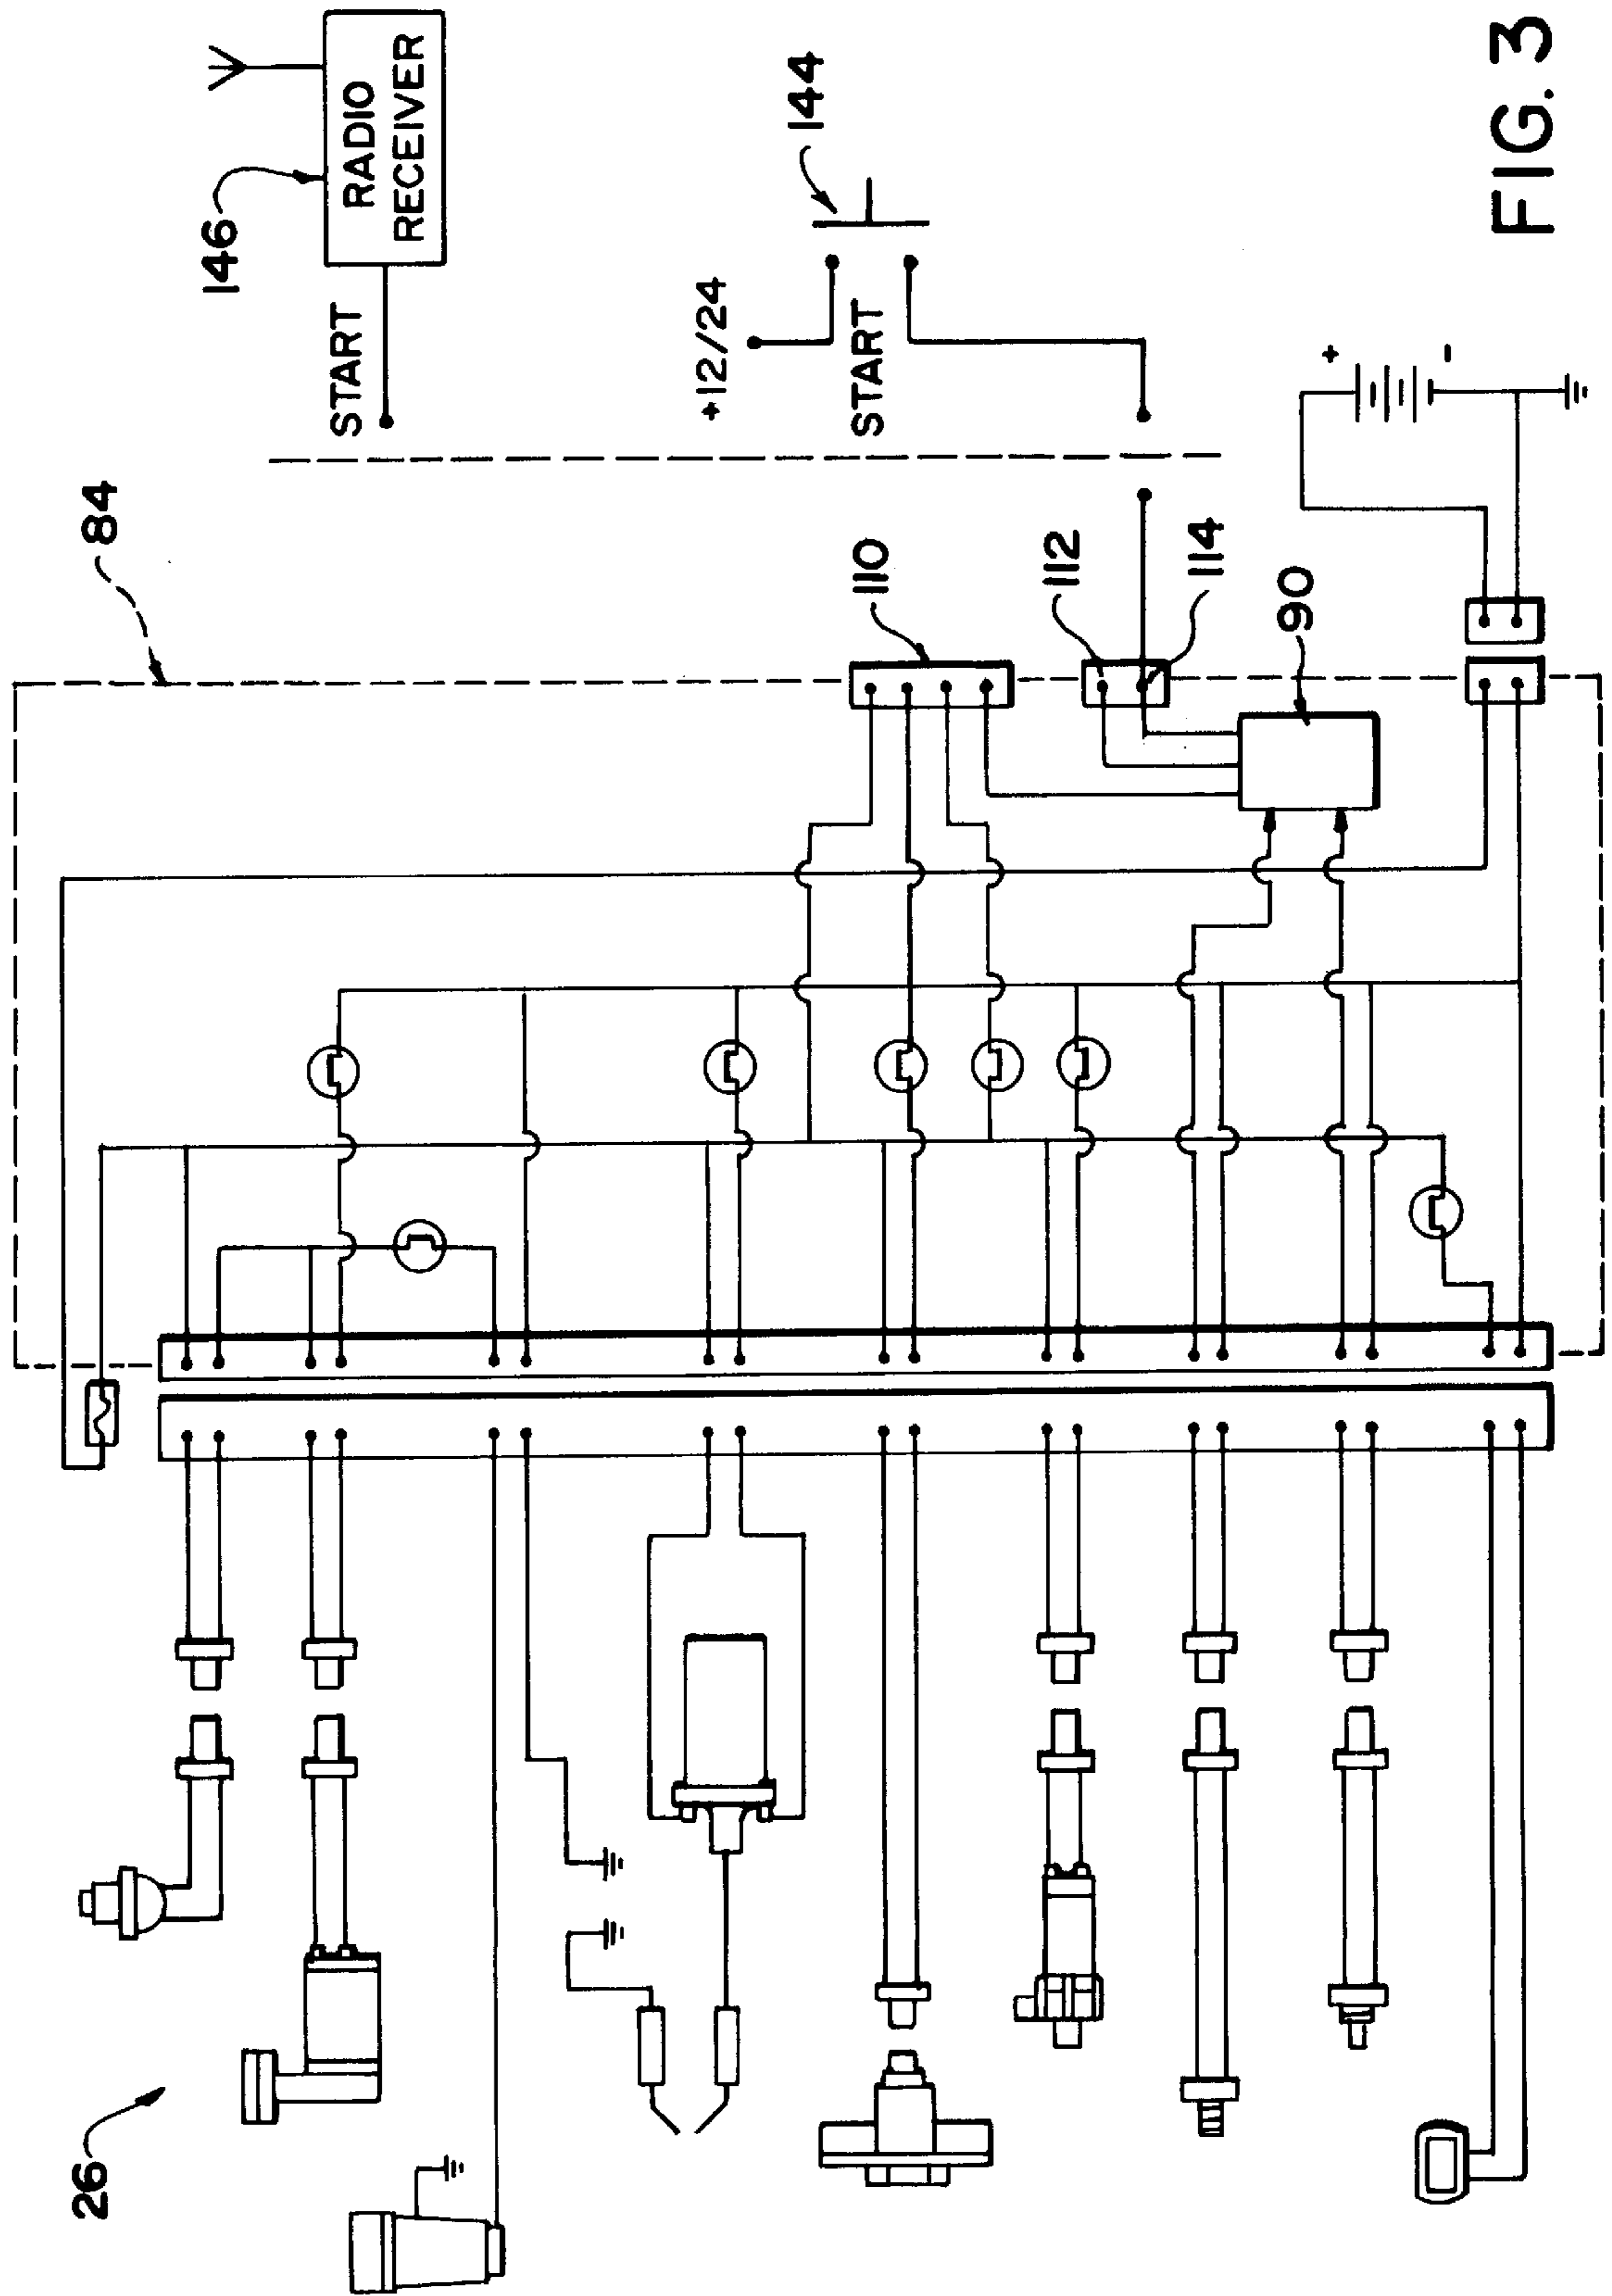 26
84
146
RADIO
RECEIVER
START
+12/24
START
144
110
112
114
90
+
-
FIG. 3